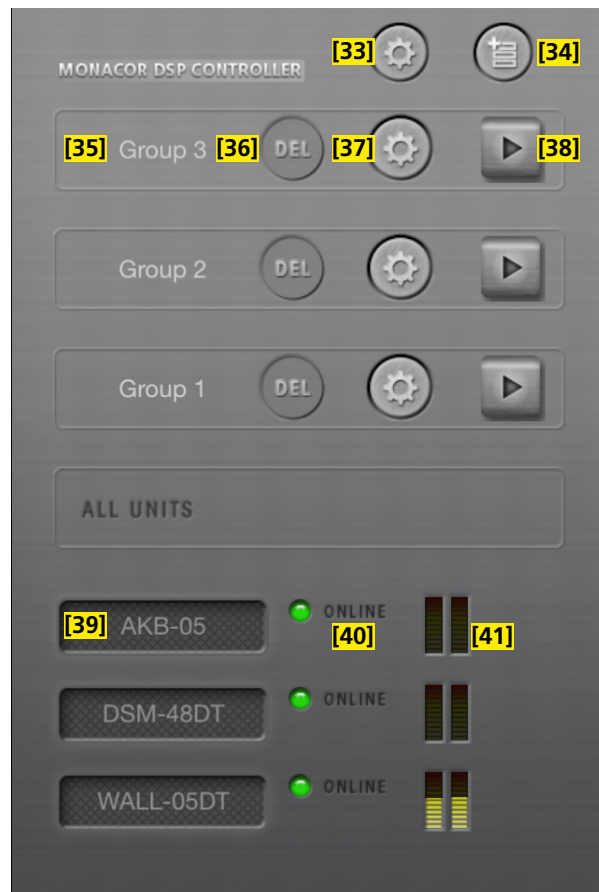 [33] [34]
MONACOR DSP CONTROLLER
[35] Group 3 [36] DEL [37] [38]
Group 2 DEL
Group 1 DEL
ALL UNITS
[39] AKB-05 ONLINE [40] [41]
DSM-48DT ONLINE
WALL-05DT ONLINE